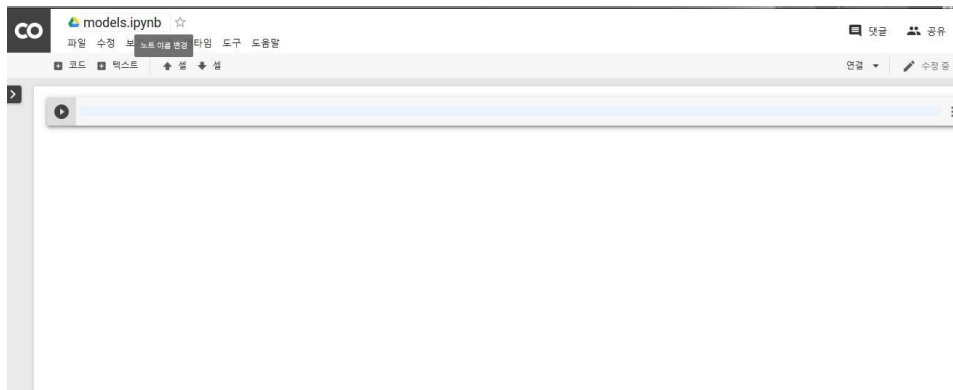 CO
models.ipynb
파일 수정 보 노트 이름 변경 타임 도구 도움말
댓글 공유
코드 텍스트 셀 셀
연결 수정 중